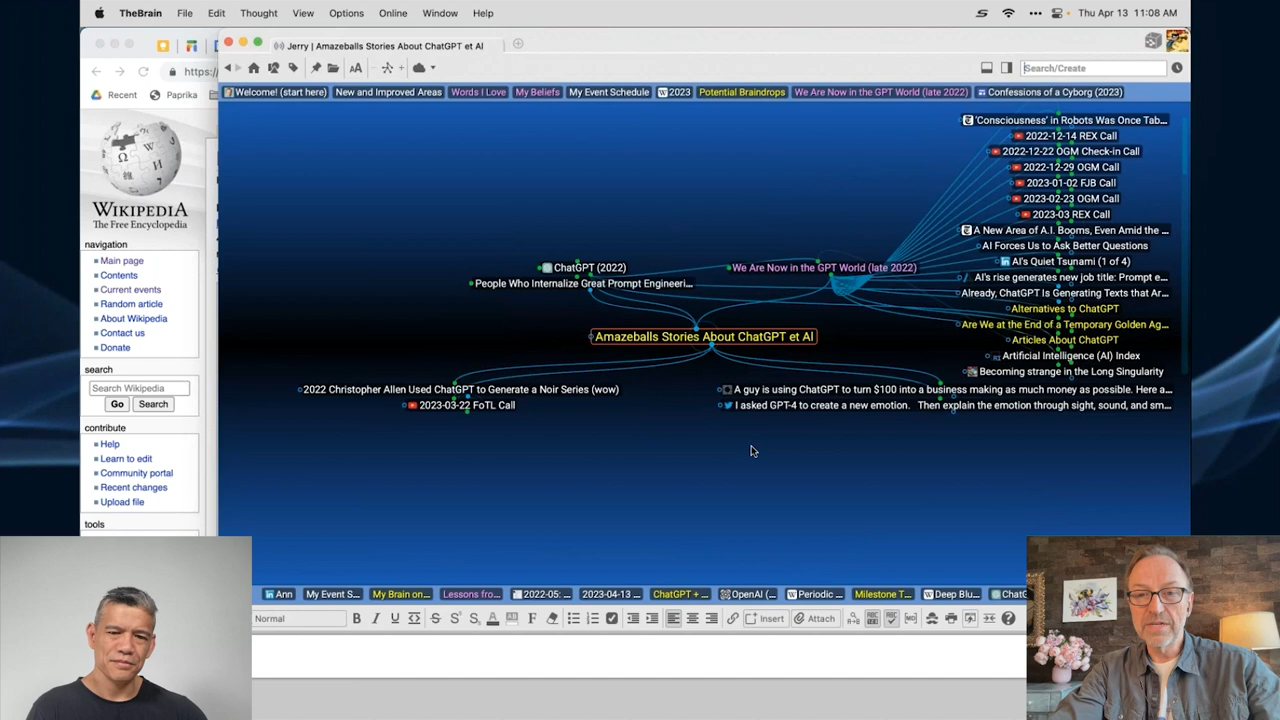 TheBrain File Edit Thought View Options Online Window Help Thu Apr 13 11:08 AM
Jerry | Amazeballs Stories About ChatGPT et AI
https:/
AA
Search/Create
Recent Paprika
Welcome! (start here) New and Improved Areas Words I Love My Beliefs My Event Schedule 2023 Potential Braindrops We Are Now in the GPT World (late 2022) Confessions of a Cyborg (2023)
'Consciousness' in Robots Was Once Tab...
2022-12-14 REX Call
2022-12-22 OGM Check-in Call
2022-12-29 OGM Call
2023-01-02 FJB Call
2023-02-23 OGM Call
2023-03 REX Call
A New Area of A.I. Booms, Even Amid the ...
AI Forces Us to Ask Better Questions
AI's Quiet Tsunami (1 of 4)
AI's rise generates new job title: Prompt e...
Already, ChatGPT Is Generating Texts that Ar...
Alternatives to ChatGPT
Are We at the End of a Temporary Golden Ag...
Articles About ChatGPT
Artificial Intelligence (AI) Index
Becoming strange in the Long Singularity
ChatGPT (2022)
We Are Now in the GPT World (late 2022)
People Who Internalize Great Prompt Engineeri...
Amazeballs Stories About ChatGPT et AI
2022 Christopher Allen Used ChatGPT to Generate a Noir Series (wow)
2023-03-22 FoTL Call
A guy is using ChatGPT to turn $100 into a business making as much money as possible. Here a...
I asked GPT-4 to create a new emotion. Then explain the emotion through sight, sound, and sm...
WIKIPEDIA
The Free Encyclopedia
navigation
Main page
Contents
Current events
Random article
About Wikipedia
Contact us
Donate
search
Search Wikipedia
Go Search
contribute
Help
Learn to edit
Community portal
Recent changes
Upload file
tools
Ann My Event S... My Brain on... Lessons fro... 2022-05: ... 2023-04-13 ... ChatGPT + ... OpenAI (... Periodic ... Milestone T... Deep Blu... ChatG
Normal B I U S S S A F Insert Attach